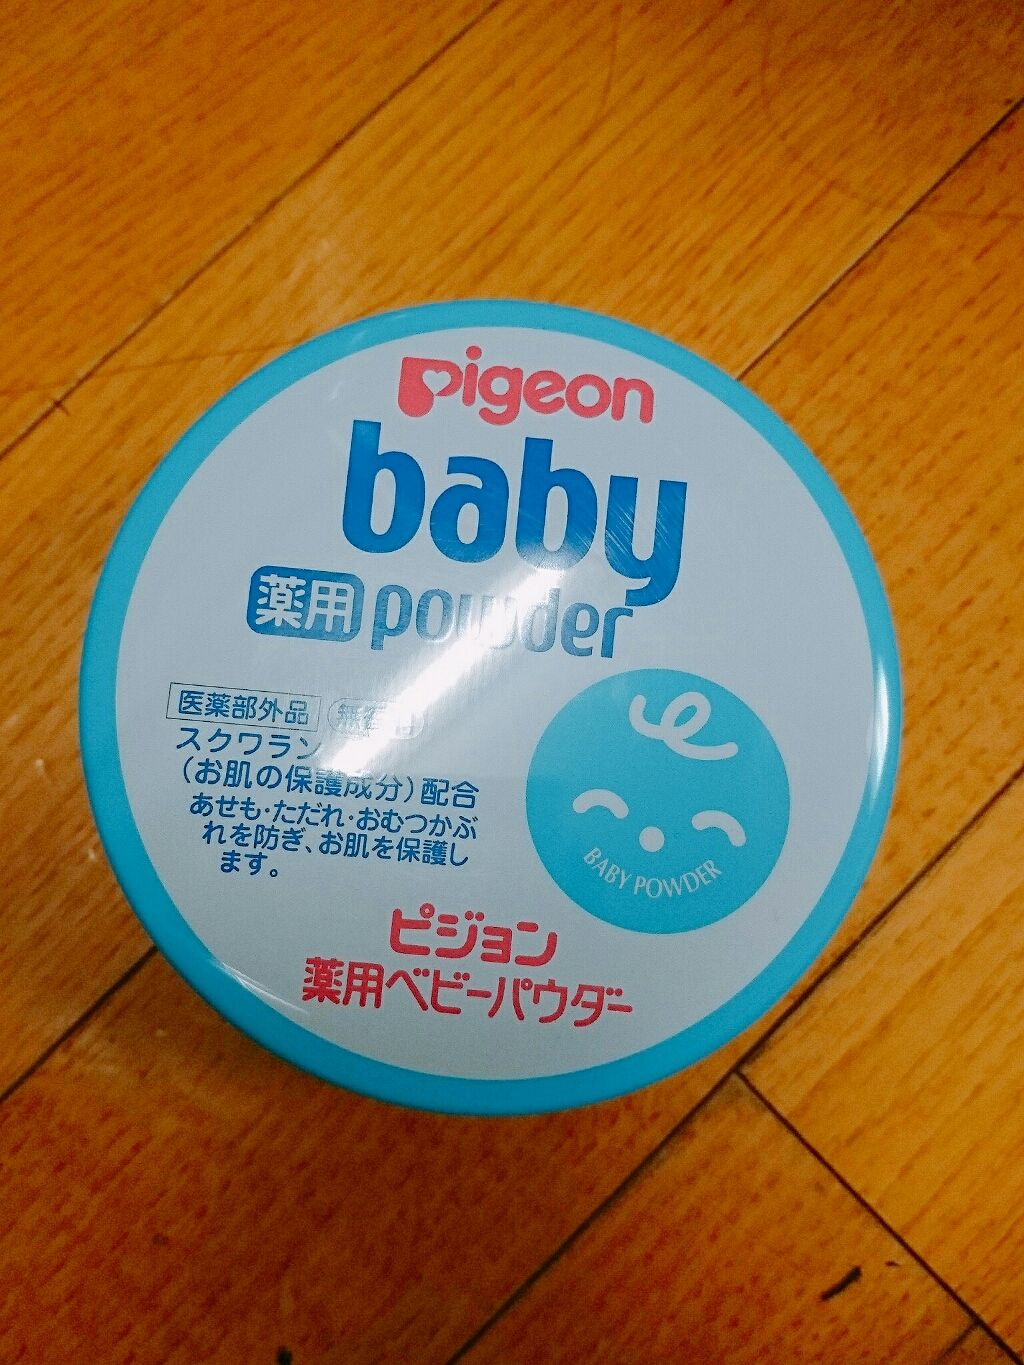 Pigeon
baby
薬用 powder
医薬部外品
スクワラン
(お肌の保護成分)配合
あせも・ただれ・おむつかぶ
れを防ぎ、お肌を保護し
ます。
BABY POWDER
ピジョン
薬用ベビーパウダー